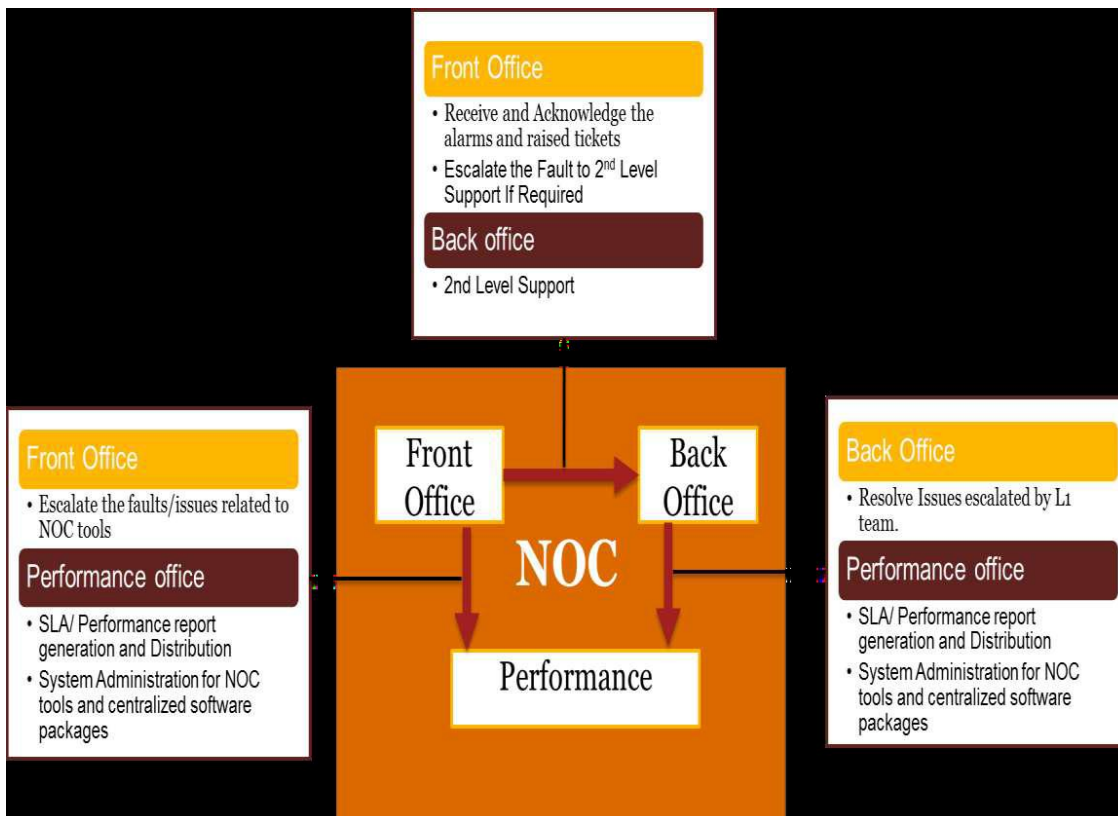 Front Office
• Receive and Acknowledge the
alarms and raised tickets
• Escalate the Fault to 2nd Level
Support If Required
Back office
• 2nd Level Support
Front Office
• Escalate the faults/issues related to
NOC tools
Performance office
• SLA/ Performance report
generation and Distribution
• System Administration for NOC
tools and centralized software
packages
Front
Office
Back
Office
NOC
Performance
Back Office
• Resolve Issues escalated by L1
team.
Performance office
• SLA/ Performance report
generation and Distribution
• System Administration for NOC
tools and centralized software
packages